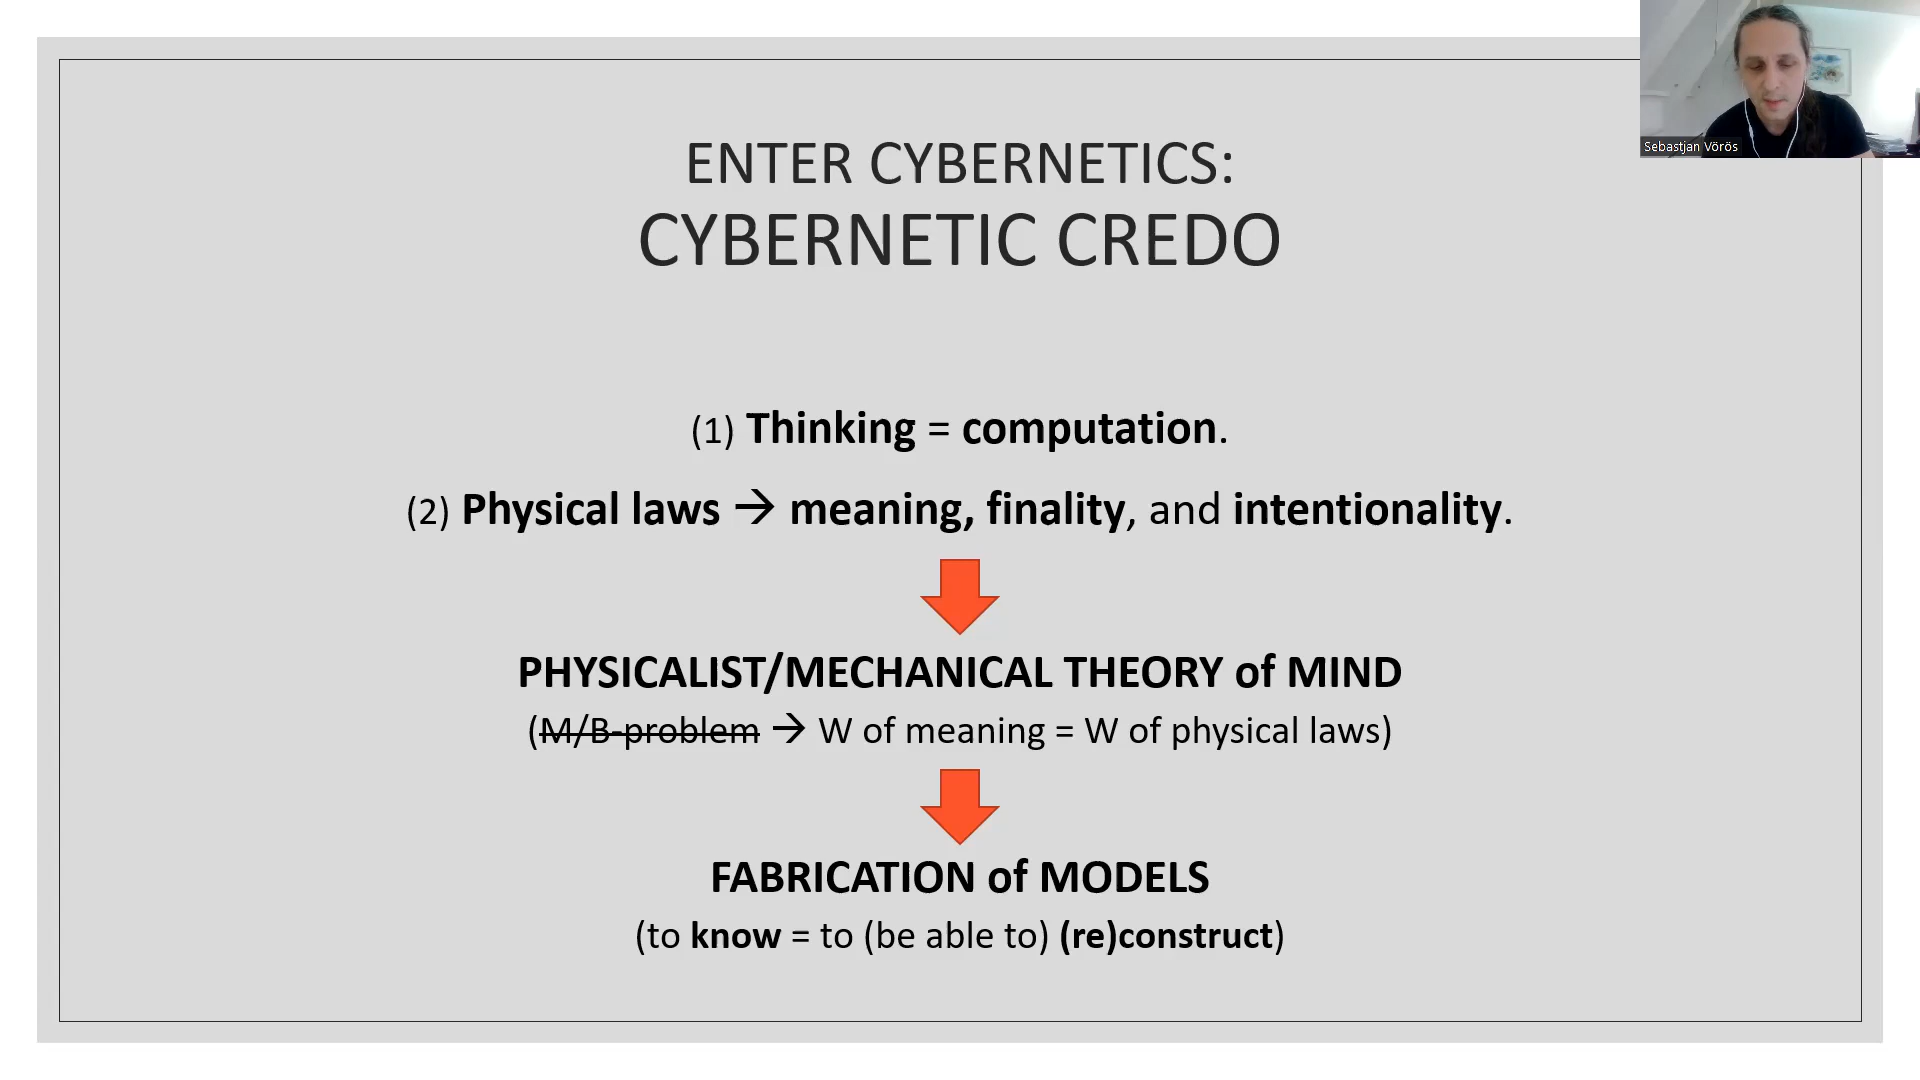 ENTER CYBERNETICS:
CYBERNETIC CREDO
Sebastjan Vörös
(1) Thinking = computation.
(2) Physical laws → meaning, finality, and intentionality.
PHYSICALIST/MECHANICAL THEORY of MIND
(M/B-problem → W of meaning = W of physical laws)
FABRICATION of MODELS
(to know = to (be able to) (re)construct)